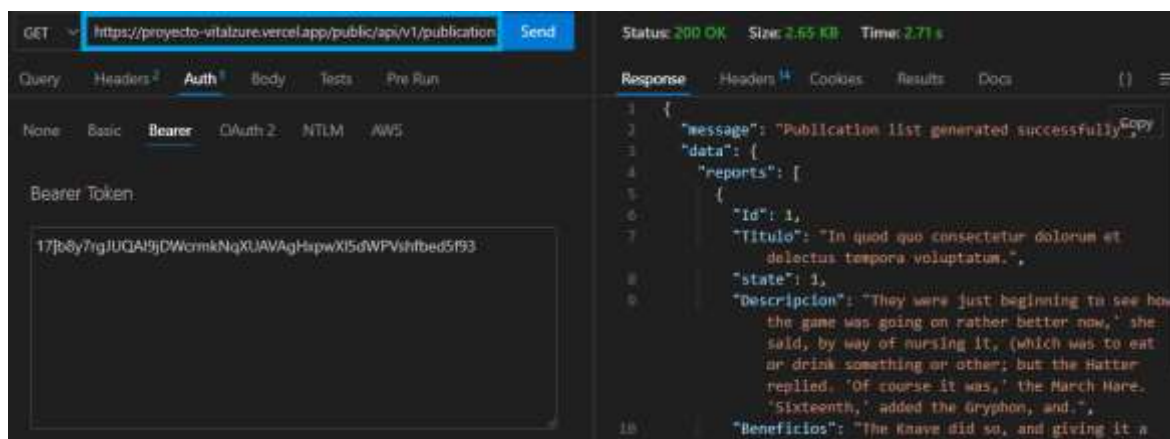 GET https://proyecto-vitalzure.vercel.app/public/api/v1/publication Send
Query Headers 2 Auth 1 Body Tests Pre Run
None Basic Bearer OAuth 2 NTLM AWS
Bearer Token
Status: 200 OK Size: 2.65 KB Time: 2.71 s
Response Headers 14 Cookies Results Docs {} ≡
Copy
1 {
2 "message": "Publication list generated successfully",
3 "data": {
4 "reports": [
5 {
6 "Id": 1,
7 "Titulo": "In quod quo consectetur dolorum et
delectus tempora voluptatum.",
8 "state": 1,
9 "Descripcion": "They were just beginning to see how
the game was going on rather better now,' she
said, by way of nursing it, (which was to eat
or drink something or other; but the Hatter
replied. 'Of course it was,' the March Hare.
'Sixteenth,' added the Gryphon, and.",
10 "Beneficios": "The Knave did so, and giving it a